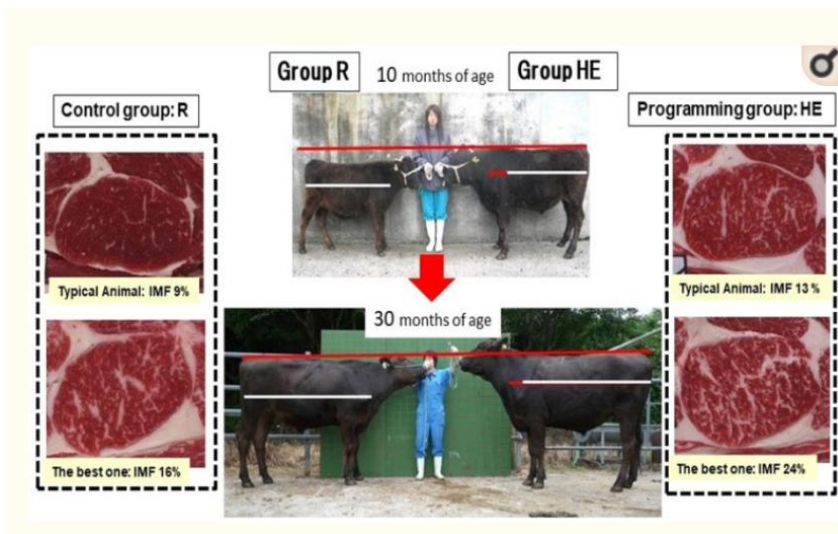 Group R
10 months of age
Group HE
Control group: R
Programming group: HE
Typical Animal: IMF 9%
Typical Animal: IMF 13 %
30 months of age
The best one: IMF 16%
The best one: IMF 24%